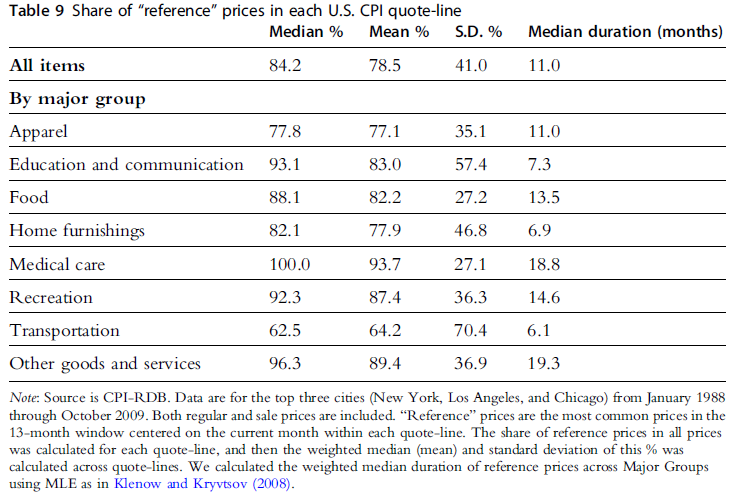 Table 9 Share of “reference” prices in each U.S. CPI quote-line
Median % Mean % S.D. % Median duration (months)
All items 84.2 78.5 41.0 11.0
By major group
Apparel 77.8 77.1 35.1 11.0
Education and communication 93.1 83.0 57.4 7.3
Food 88.1 82.2 27.2 13.5
Home furnishings 82.1 77.9 46.8 6.9
Medical care 100.0 93.7 27.1 18.8
Recreation 92.3 87.4 36.3 14.6
Transportation 62.5 64.2 70.4 6.1
Other goods and services 96.3 89.4 36.9 19.3
Note: Source is CPI-RDB. Data are for the top three cities (New York, Los Angeles, and Chicago) from January 1988
through October 2009. Both regular and sale prices are included. “Reference” prices are the most common prices in the
13-month window centered on the current month within each quote-line. The share of reference prices in all prices
was calculated for each quote-line, and then the weighted median (mean) and standard deviation of this % was
calculated across quote-lines. We calculated the weighted median duration of reference prices across Major Groups
using MLE as in Klenow and Kryvtsov (2008).